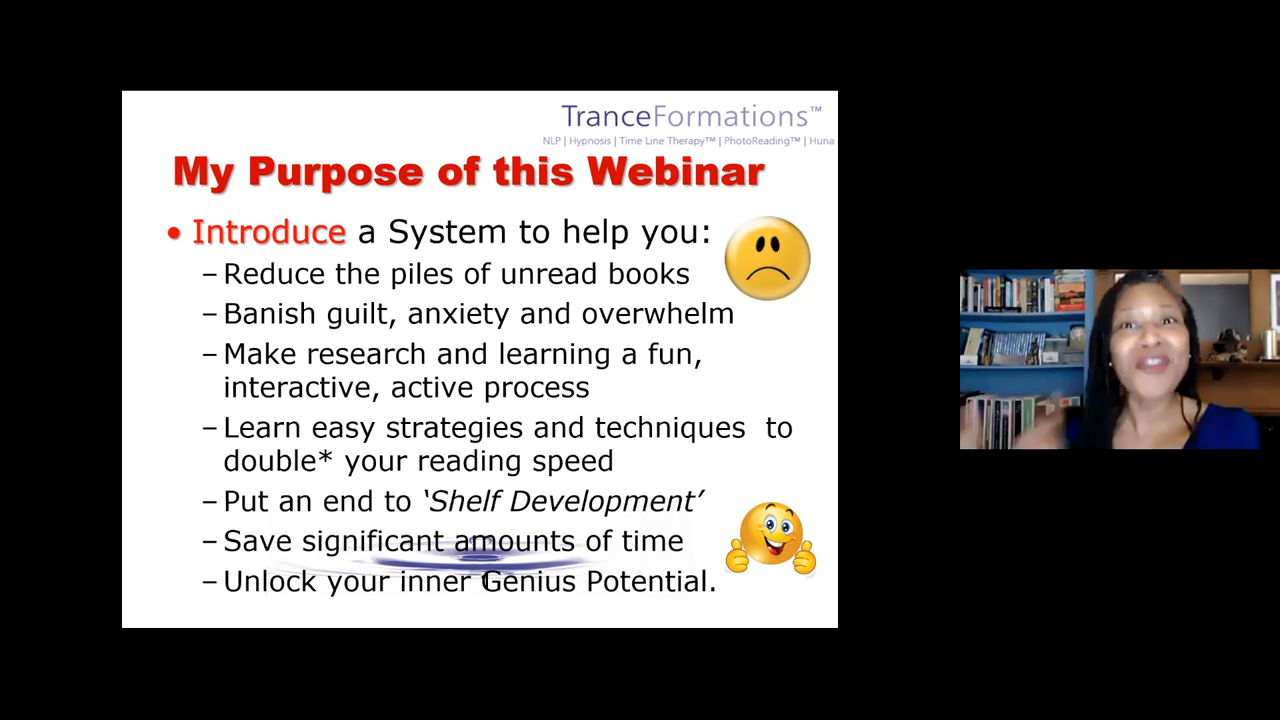 TranceFormations™
NLP | Hypnosis | Time Line Therapy™ | PhotoReading™ | Huna
My Purpose of this Webinar
• Introduce a System to help you:
– Reduce the piles of unread books
– Banish guilt, anxiety and overwhelm
– Make research and learning a fun,
interactive, active process
– Learn easy strategies and techniques to
double* your reading speed
– Put an end to ‘Shelf Development’
– Save significant amounts of time
– Unlock your inner Genius Potential.